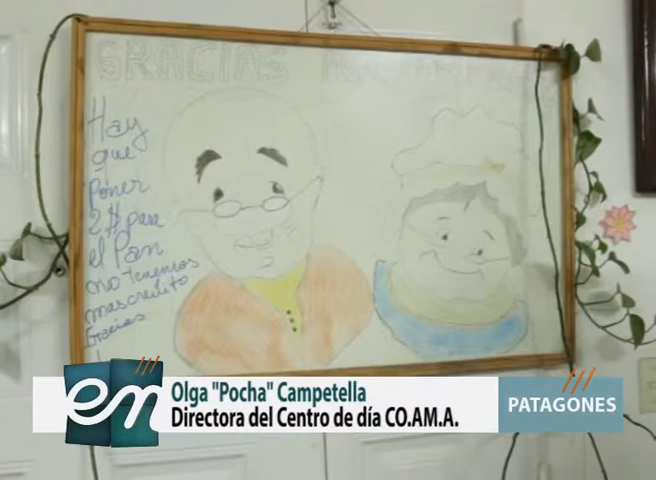 GRACIAS
Hay
que
poner
2$ para
el Pan
no tenemos
mas credito
Gracias
em
Olga "Pocha" Campetella
Directora del Centro de día CO.AM.A.
PATAGONES